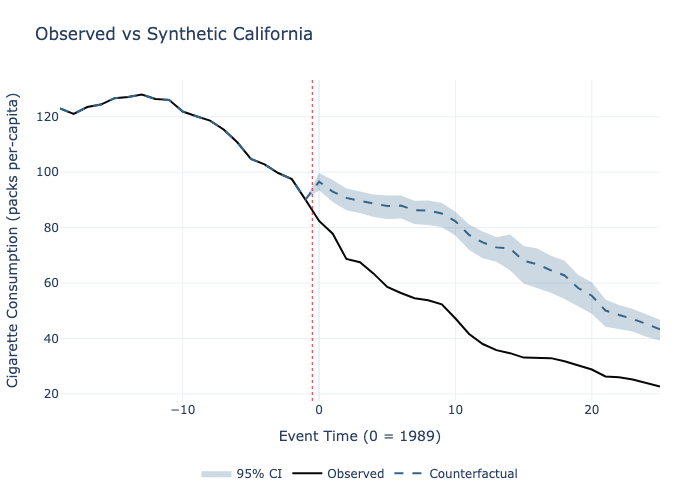 Observed vs Synthetic California
Cigarette Consumption (packs per-capita)
120
100
80
60
40
20
−10
0
10
20
Event Time (0 = 1989)
95% CI
Observed
Counterfactual